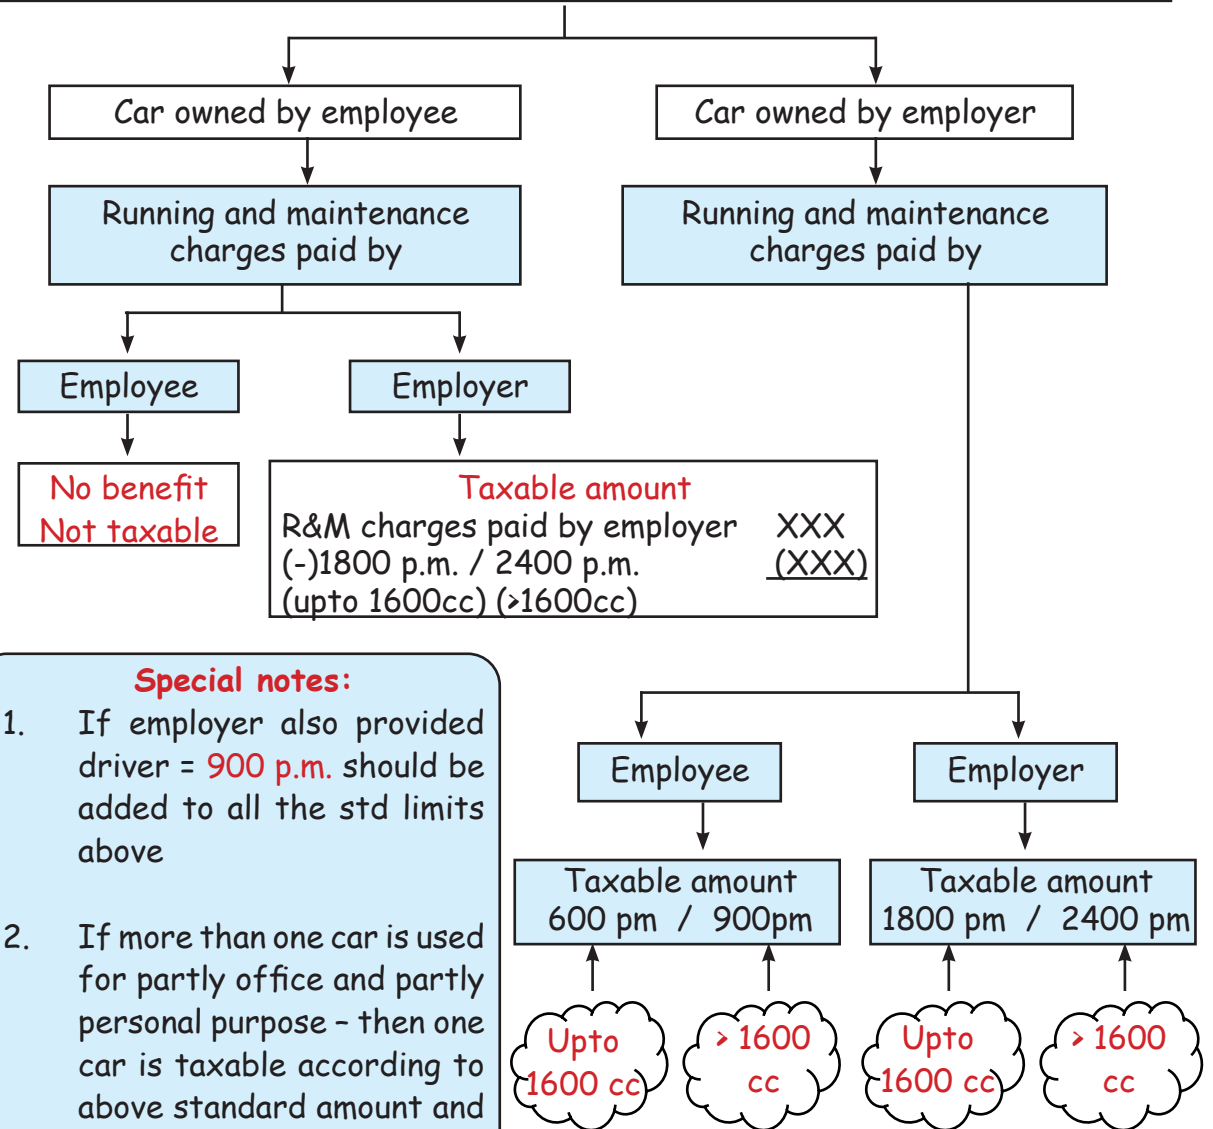 Car owned by employee
Car owned by employer
Running and maintenance
charges paid by
Running and maintenance
charges paid by
Employee
Employer
No benefit
Not taxable
Taxable amount
R&M charges paid by employer XXX
(-)1800 p.m. / 2400 p.m. (XXX)
(upto 1600cc) (>1600cc)
Special notes:
1. If employer also provided
driver = 900 p.m. should be
added to all the std limits
above
2. If more than one car is used
for partly office and partly
personal purpose – then one
car is taxable according to
above standard amount and
Employee
Employer
Taxable amount
600 pm / 900pm
Taxable amount
1800 pm / 2400 pm
Upto
1600 cc
> 1600
cc
Upto
1600 cc
> 1600
cc